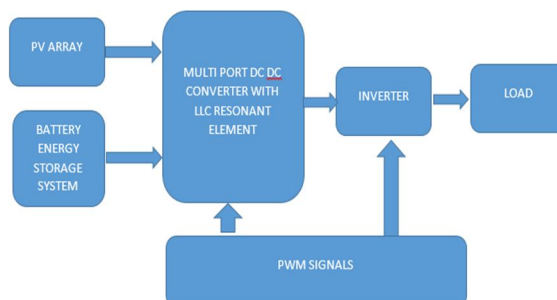 PV ARRAY
MULTI PORT DC DC
CONVERTER WITH
LLC RESONANT
ELEMENT
INVERTER
LOAD
BATTERY
ENERGY
STORAGE
SYSTEM
PWM SIGNALS